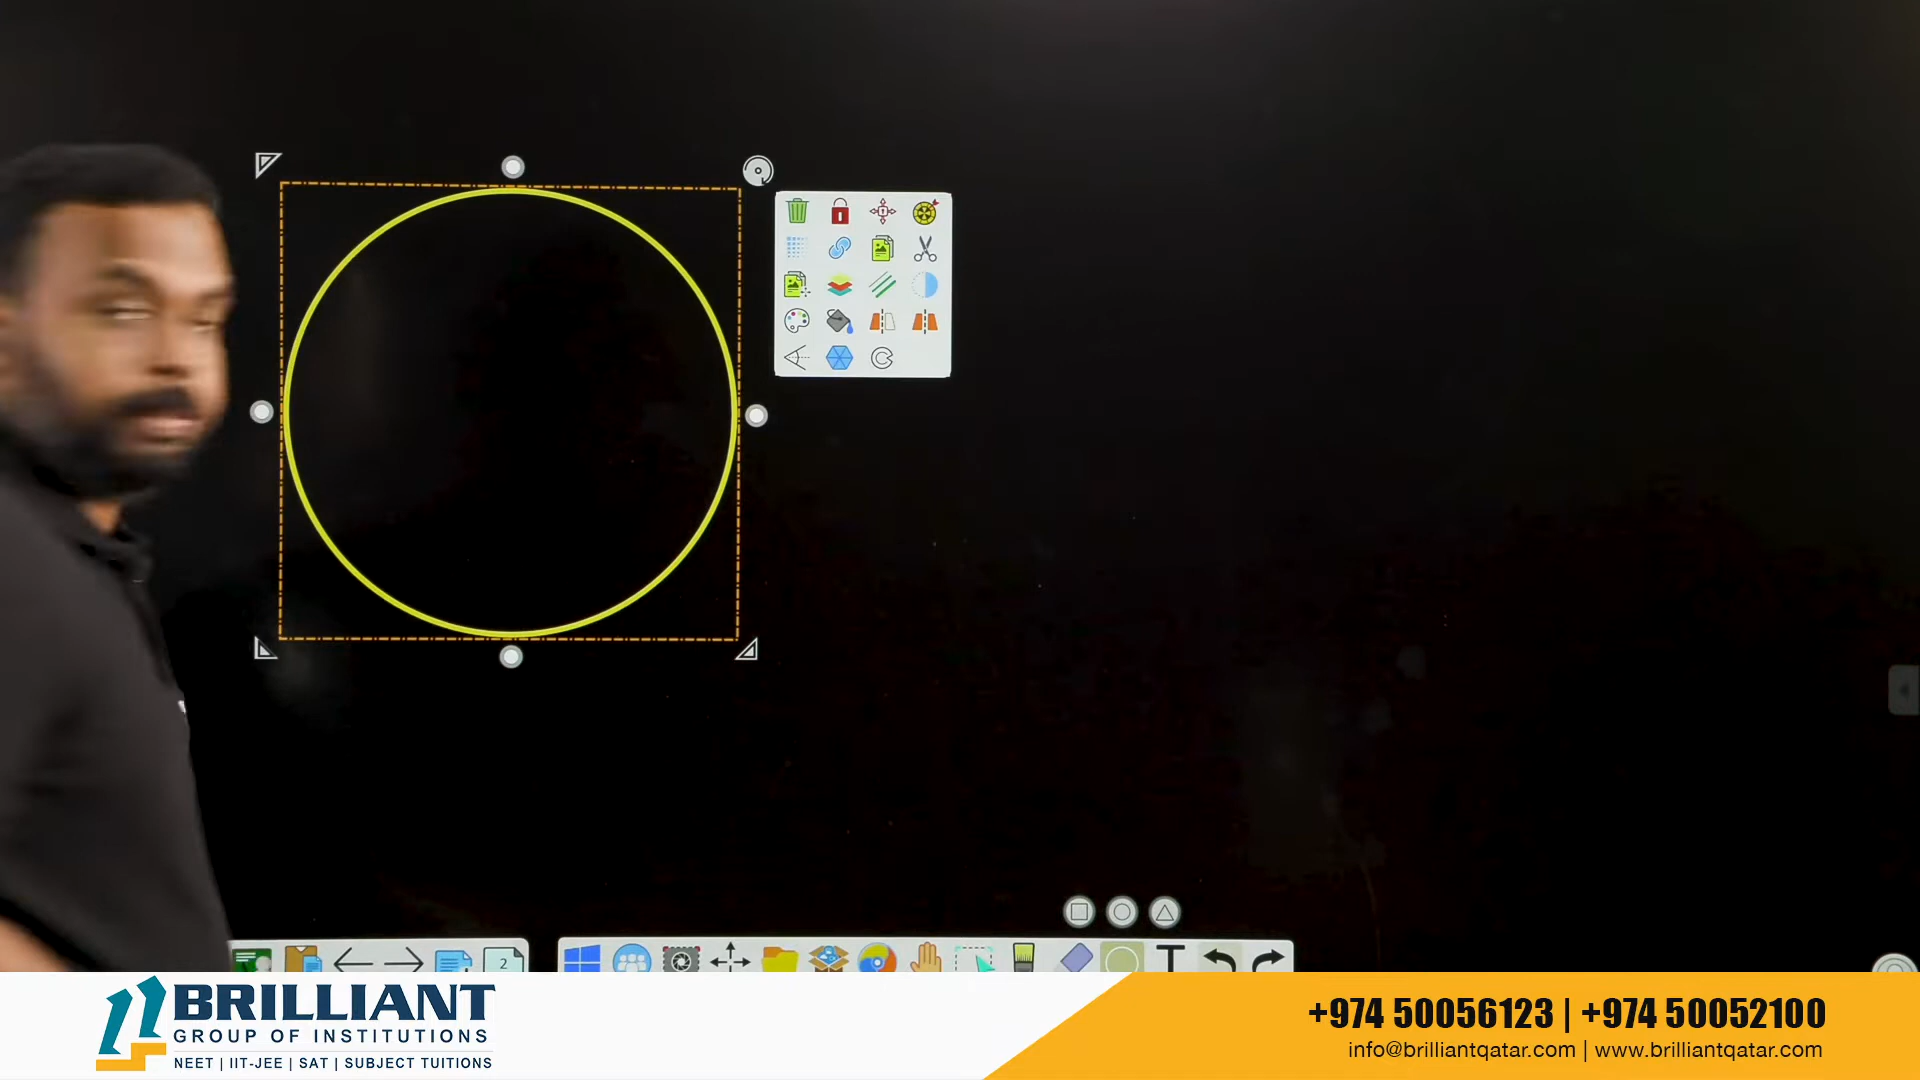 2
T
BRILLIANT
GROUP OF INSTITUTIONS
NEET | IIT-JEE | SAT | SUBJECT TUITIONS
+974 50056123 | +974 50052100
info@brilliantqatar.com | www.brilliantqatar.com